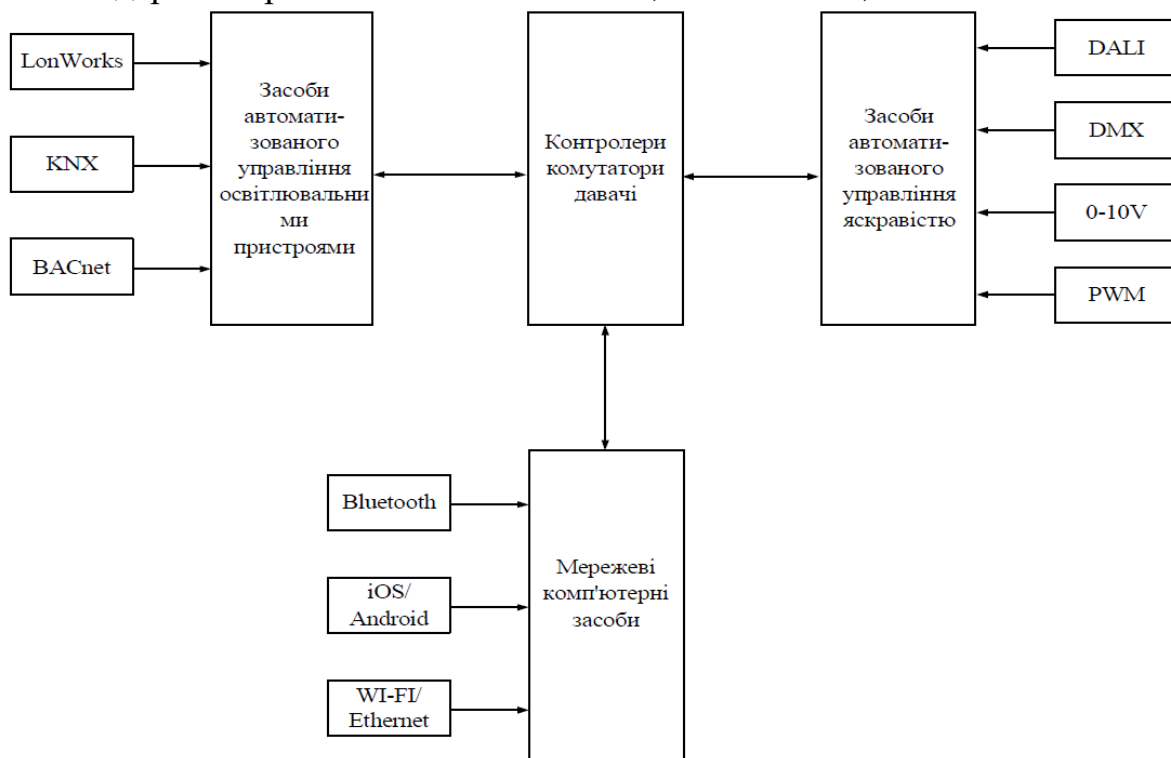 LonWorks
KNX
BACnet
Засоби
автомати-
зованого
управління
освітлювальни
ми
пристроями
Контролери
комутатори
давачі
Засоби
автомати-
зованого
управління
яскравістю
DALI
DMX
0-10V
PWM
Bluetooth
iOS/
Android
WI-FI/
Ethernet
Мережеві
комп'ютерні
засоби